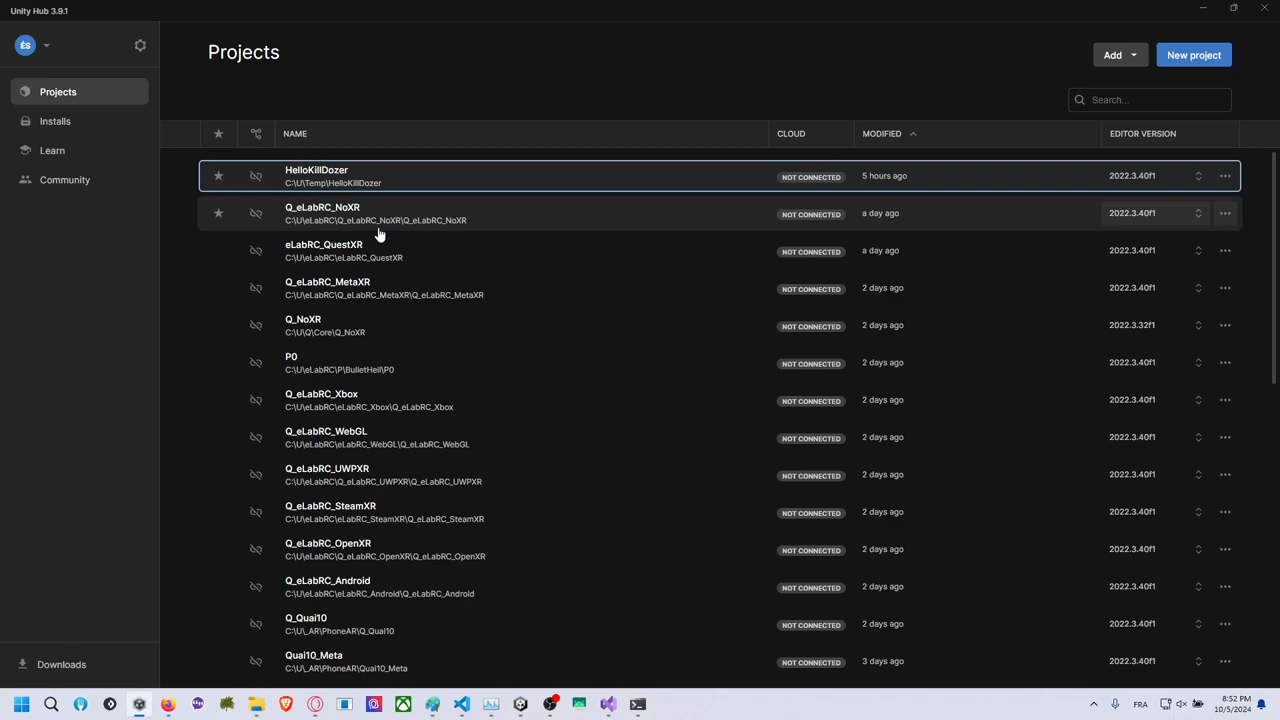 Unity Hub 3.9.1
ÉS
Projects
Installs
Learn
Community
Downloads
Projects
Add
New project
Search...
NAME
CLOUD
MODIFIED
EDITOR VERSION
HelloKillDozer
C:\U\Temp\HelloKillDozer
NOT CONNECTED
5 hours ago
2022.3.40f1
Q_eLabRC_NoXR
C:\U\eLabRC\Q_eLabRC_NoXR\Q_eLabRC_NoXR
NOT CONNECTED
a day ago
2022.3.40f1
eLabRC_QuestXR
C:\U\eLabRC\eLabRC_QuestXR
NOT CONNECTED
a day ago
2022.3.40f1
Q_eLabRC_MetaXR
C:\U\eLabRC\Q_eLabRC_MetaXR\Q_eLabRC_MetaXR
NOT CONNECTED
2 days ago
2022.3.40f1
Q_NoXR
C:\U\Q\Core\Q_NoXR
NOT CONNECTED
2 days ago
2022.3.32f1
P0
C:\U\eLabRC\P\BulletHell\P0
NOT CONNECTED
2 days ago
2022.3.40f1
Q_eLabRC_Xbox
C:\U\eLabRC\eLabRC_Xbox\Q_eLabRC_Xbox
NOT CONNECTED
2 days ago
2022.3.40f1
Q_eLabRC_WebGL
C:\U\eLabRC\eLabRC_WebGL\Q_eLabRC_WebGL
NOT CONNECTED
2 days ago
2022.3.40f1
Q_eLabRC_UWPXR
C:\U\eLabRC\Q_eLabRC_UWPXR\Q_eLabRC_UWPXR
NOT CONNECTED
2 days ago
2022.3.40f1
Q_eLabRC_SteamXR
C:\U\eLabRC\eLabRC_SteamXR\Q_eLabRC_SteamXR
NOT CONNECTED
2 days ago
2022.3.40f1
Q_eLabRC_OpenXR
C:\U\eLabRC\Q_eLabRC_OpenXR\Q_eLabRC_OpenXR
NOT CONNECTED
2 days ago
2022.3.40f1
Q_eLabRC_Android
C:\U\eLabRC\eLabRC_Android\Q_eLabRC_Android
NOT CONNECTED
2 days ago
2022.3.40f1
Q_Quai10
C:\U\_AR\PhoneAR\Q_Quai10
NOT CONNECTED
2 days ago
2022.3.40f1
Quai10_Meta
C:\U\_AR\PhoneAR\Quai10_Meta
NOT CONNECTED
3 days ago
2022.3.40f1
FRA
8:52 PM
10/5/2024